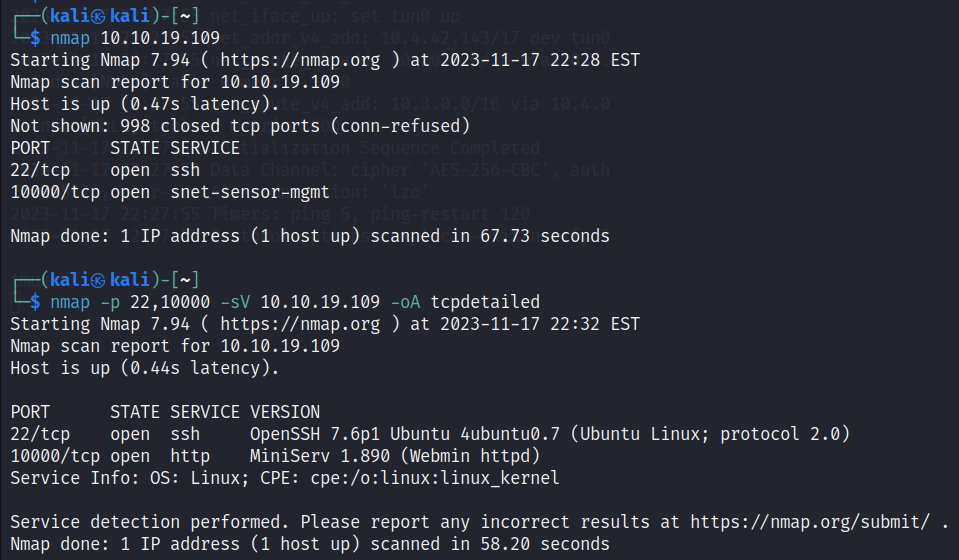 ┌──(kali㉿kali)-[~]
└─$ nmap 10.10.19.109
Starting Nmap 7.94 ( https://nmap.org ) at 2023-11-17 22:28 EST
Nmap scan report for 10.10.19.109
Host is up (0.47s latency).
Not shown: 998 closed tcp ports (conn-refused)
PORT      STATE SERVICE
22/tcp    open  ssh
10000/tcp open  snet-sensor-mgmt
Nmap done: 1 IP address (1 host up) scanned in 67.73 seconds
┌──(kali㉿kali)-[~]
└─$ nmap -p 22,10000 -sV 10.10.19.109 -oA tcpdetailed
Starting Nmap 7.94 ( https://nmap.org ) at 2023-11-17 22:32 EST
Nmap scan report for 10.10.19.109
Host is up (0.44s latency).
PORT      STATE SERVICE VERSION
22/tcp    open  ssh     OpenSSH 7.6p1 Ubuntu 4ubuntu0.7 (Ubuntu Linux; protocol 2.0)
10000/tcp open  http    MiniServ 1.890 (Webmin httpd)
Service Info: OS: Linux; CPE: cpe:/o:linux:linux_kernel
Service detection performed. Please report any incorrect results at https://nmap.org/submit/ .
Nmap done: 1 IP address (1 host up) scanned in 58.20 seconds